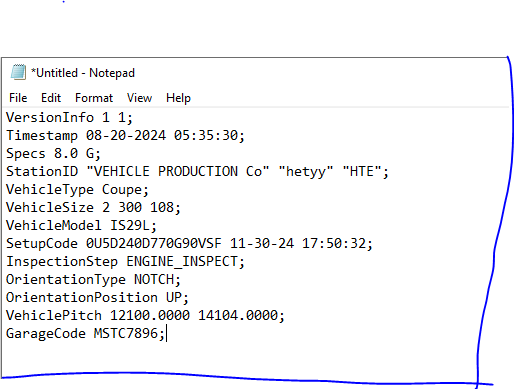 *Untitled - Notepad
File Edit Format View Help
VersionInfo 1 1;
Timestamp 08-20-2024 05:35:30;
Specs 8.0 G;
StationID "VEHICLE PRODUCTION Co" "hetyy" "HTE";
VehicleType Coupe;
VehicleSize 2 300 108;
VehicleModel IS29L;
SetupCode 0U5D240D770G90VSF 11-30-24 17:50:32;
InspectionStep ENGINE_INSPECT;
OrientationType NOTCH;
OrientationPosition UP;
VehiclePitch 12100.0000 14104.0000;
GarageCode MSTC7896;